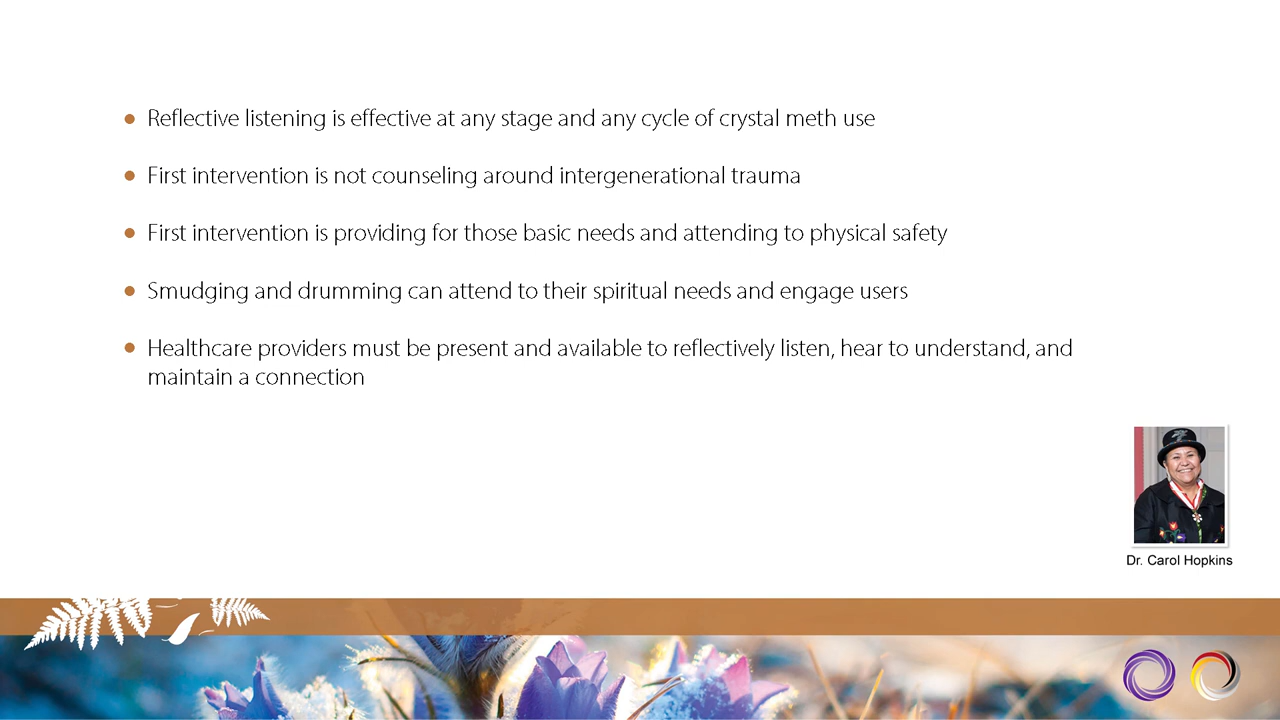 ● Reflective listening is effective at any stage and any cycle of crystal meth use
● First intervention is not counseling around intergenerational trauma
● First intervention is providing for those basic needs and attending to physical safety
● Smudging and drumming can attend to their spiritual needs and engage users
● Healthcare providers must be present and available to reflectively listen, hear to understand, and
maintain a connection
Dr. Carol Hopkins